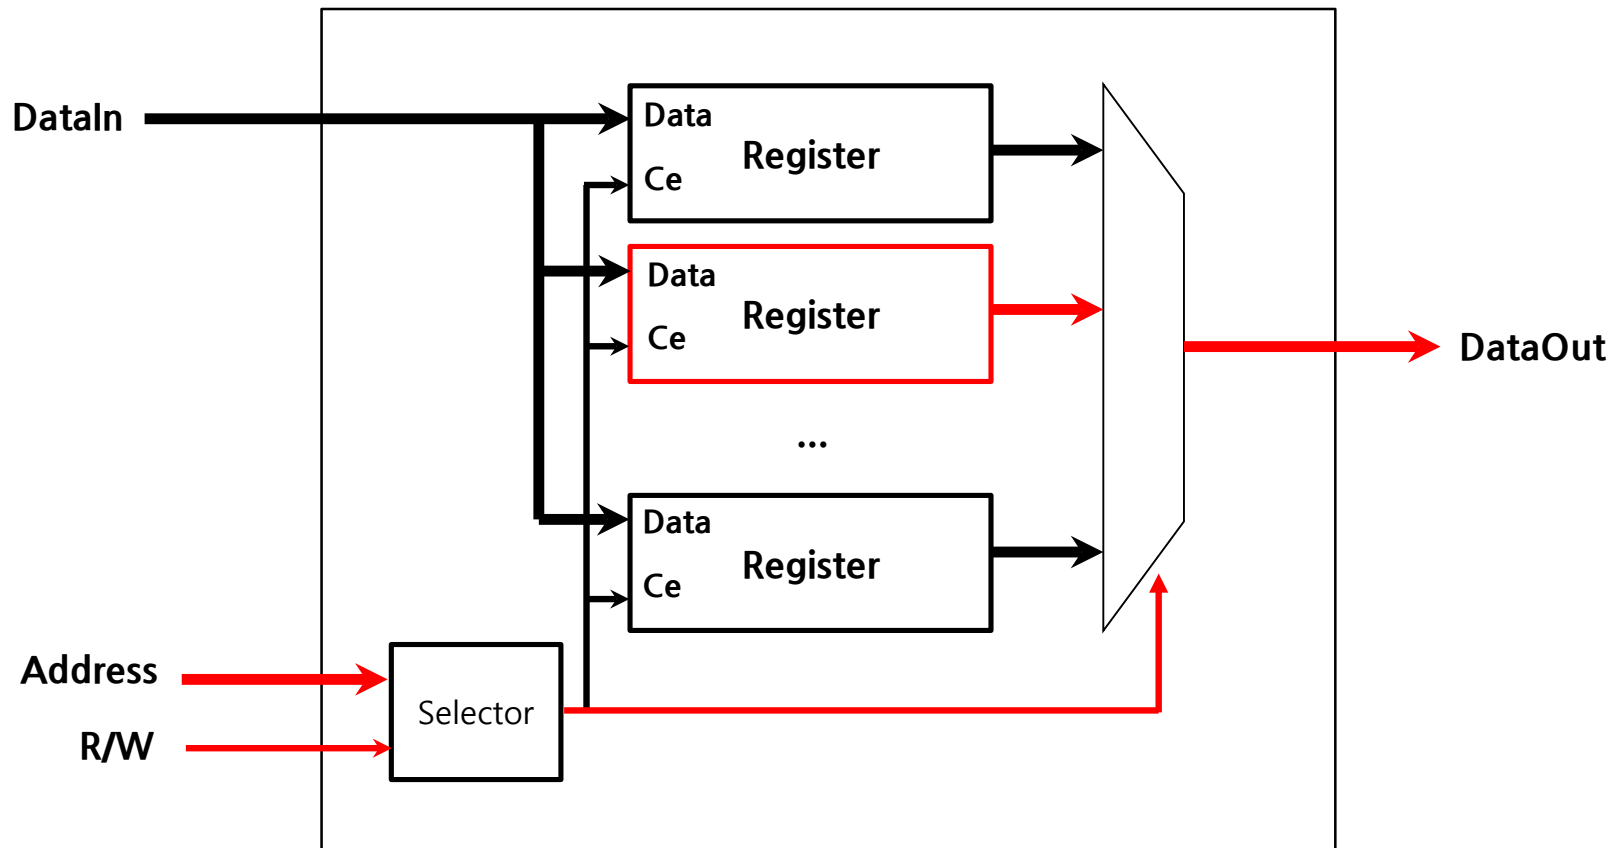 DataIn
Data
Register
Ce
Data
Register
Ce
DataOut
...
Data
Register
Ce
Address
Selector
R/W